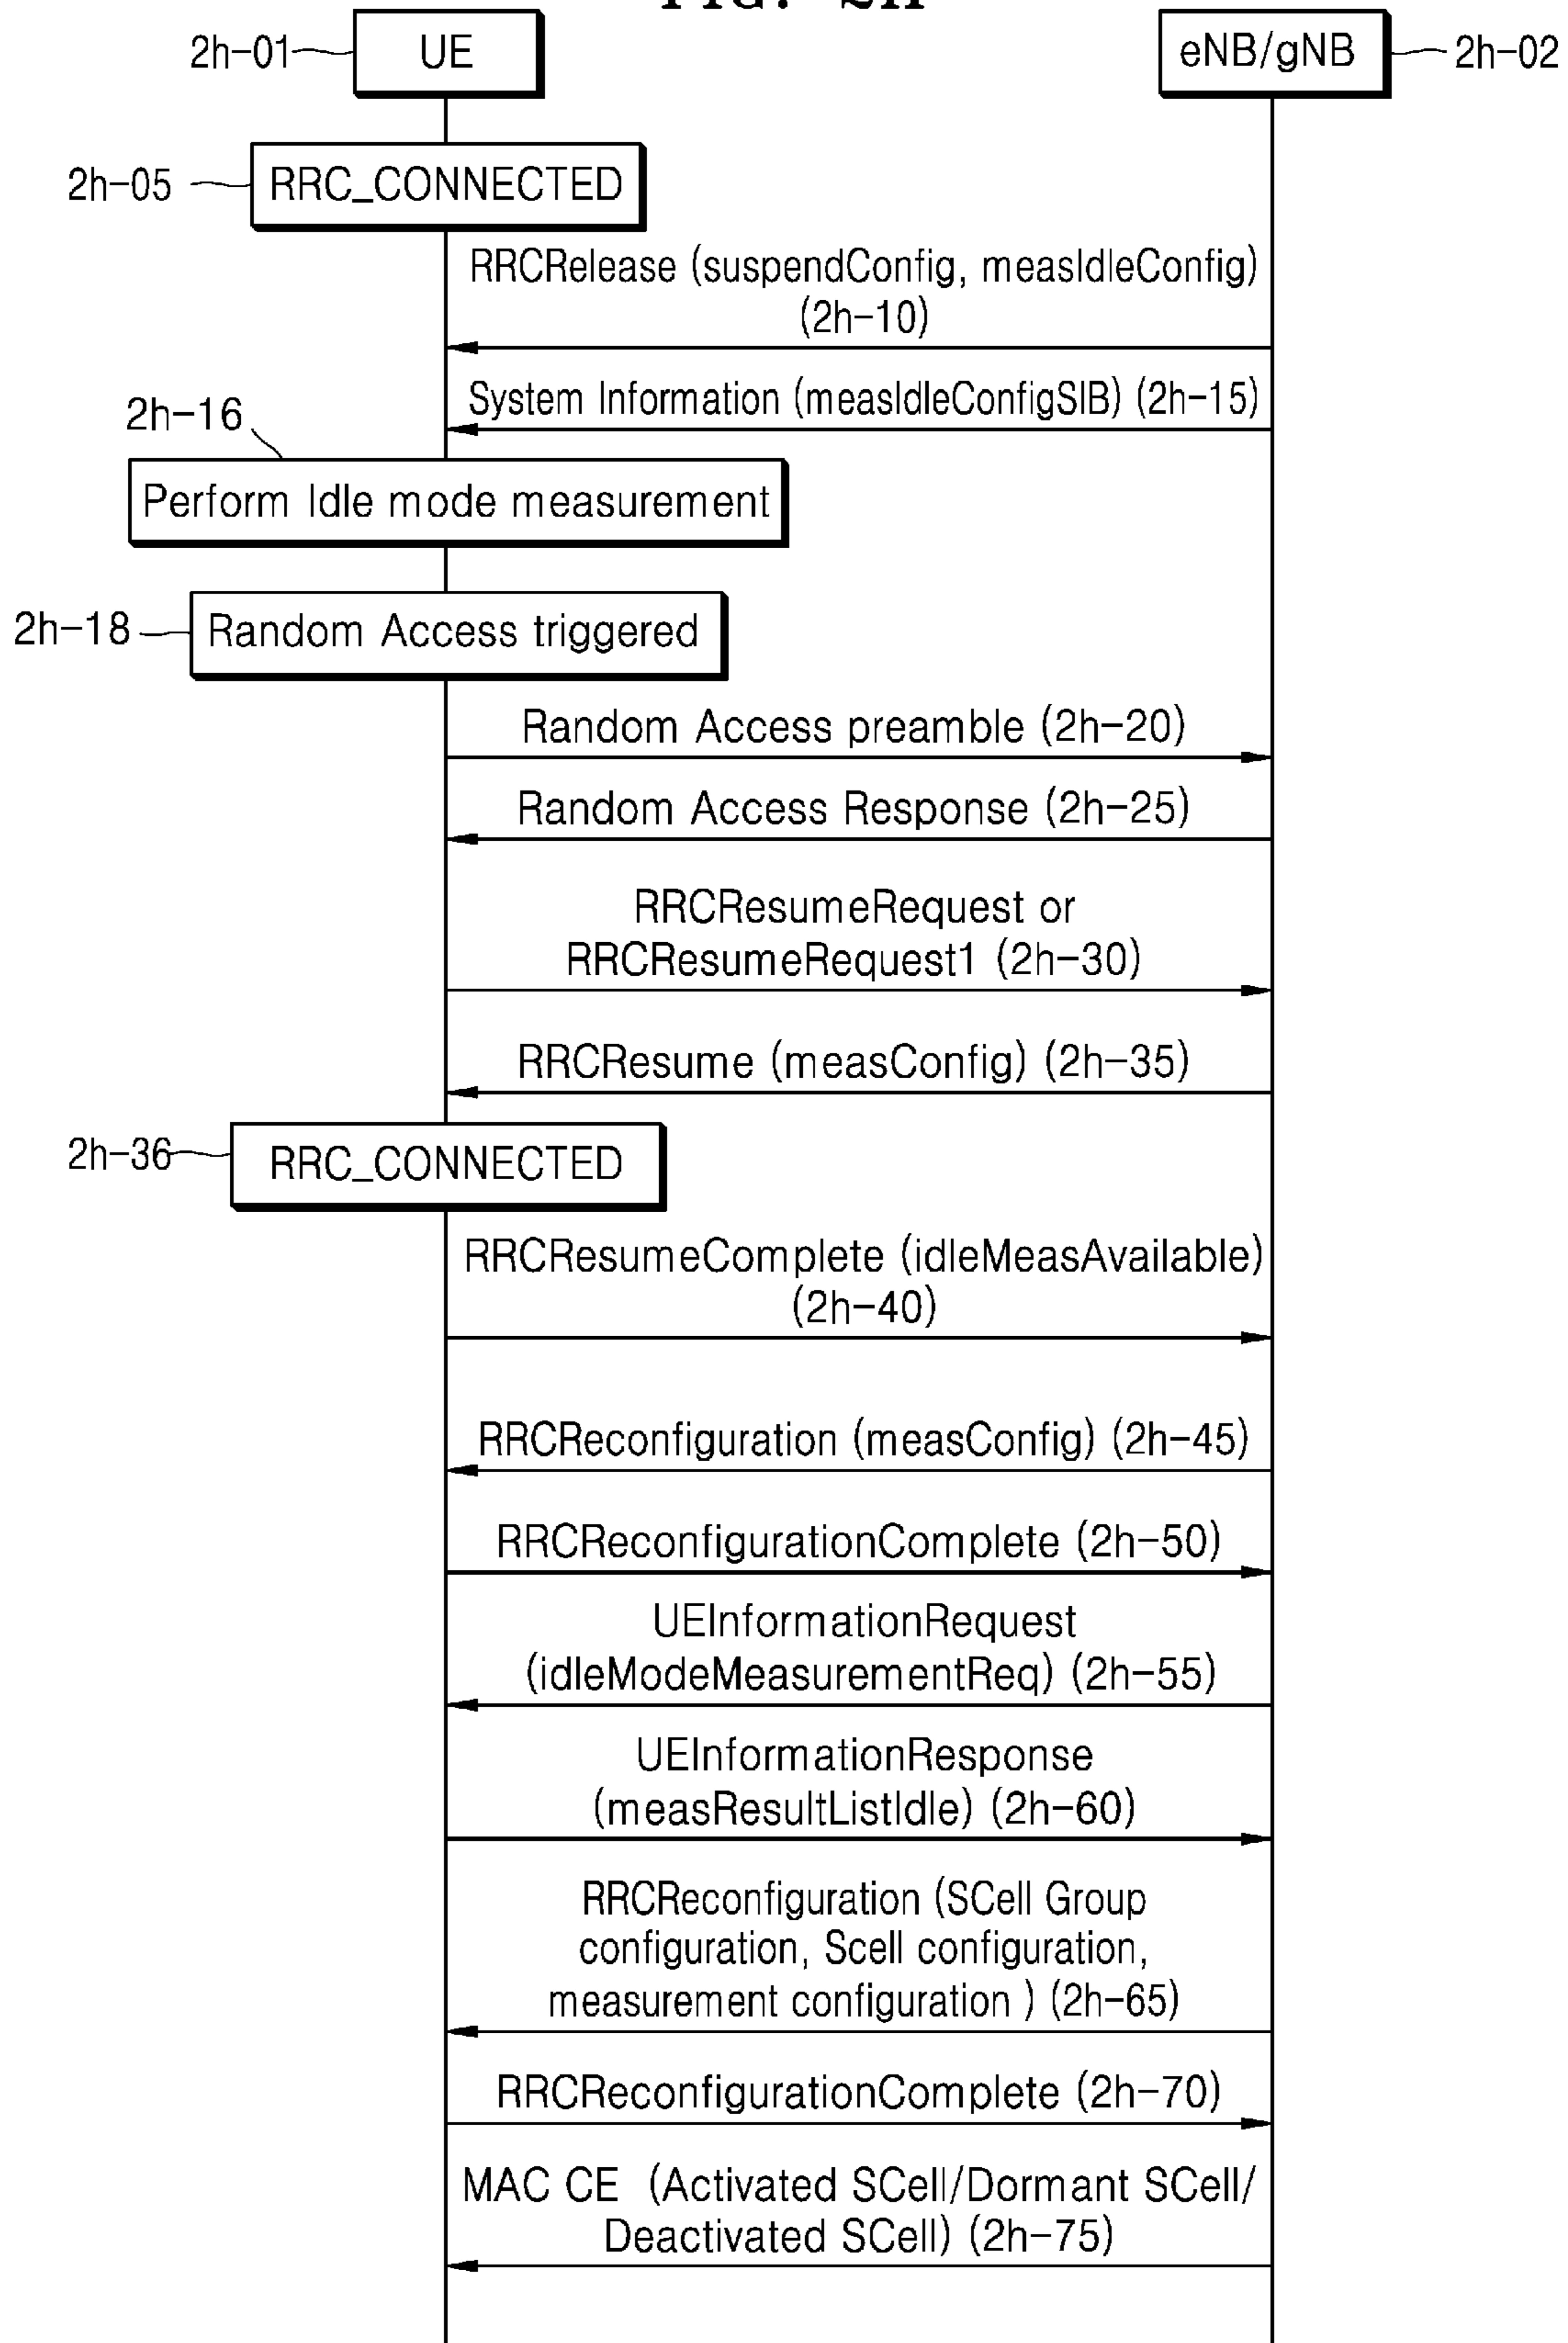 2h-01
UE
eNB/gNB
2h-02
2h-05
RRC_CONNECTED
RRCRelease (suspendConfig, measIdleConfig)
(2h-10)
System Information (measIdleConfigSIB) (2h-15)
2h-16
Perform Idle mode measurement
2h-18
Random Access triggered
Random Access preamble (2h-20)
Random Access Response (2h-25)
RRCResumeRequest or
RRCResumeRequest1 (2h-30)
RRCResume (measConfig) (2h-35)
2h-36
RRC_CONNECTED
RRCResumeComplete (idleMeasAvailable)
(2h-40)
RRCReconfiguration (measConfig) (2h-45)
RRCReconfigurationComplete (2h-50)
UEInformationRequest
(idleModeMeasurementReq) (2h-55)
UEInformationResponse
(measResultListIdle) (2h-60)
RRCReconfiguration (SCell Group
configuration, Scell configuration,
measurement configuration ) (2h-65)
RRCReconfigurationComplete (2h-70)
MAC CE (Activated SCell/Dormant SCell/
Deactivated SCell) (2h-75)